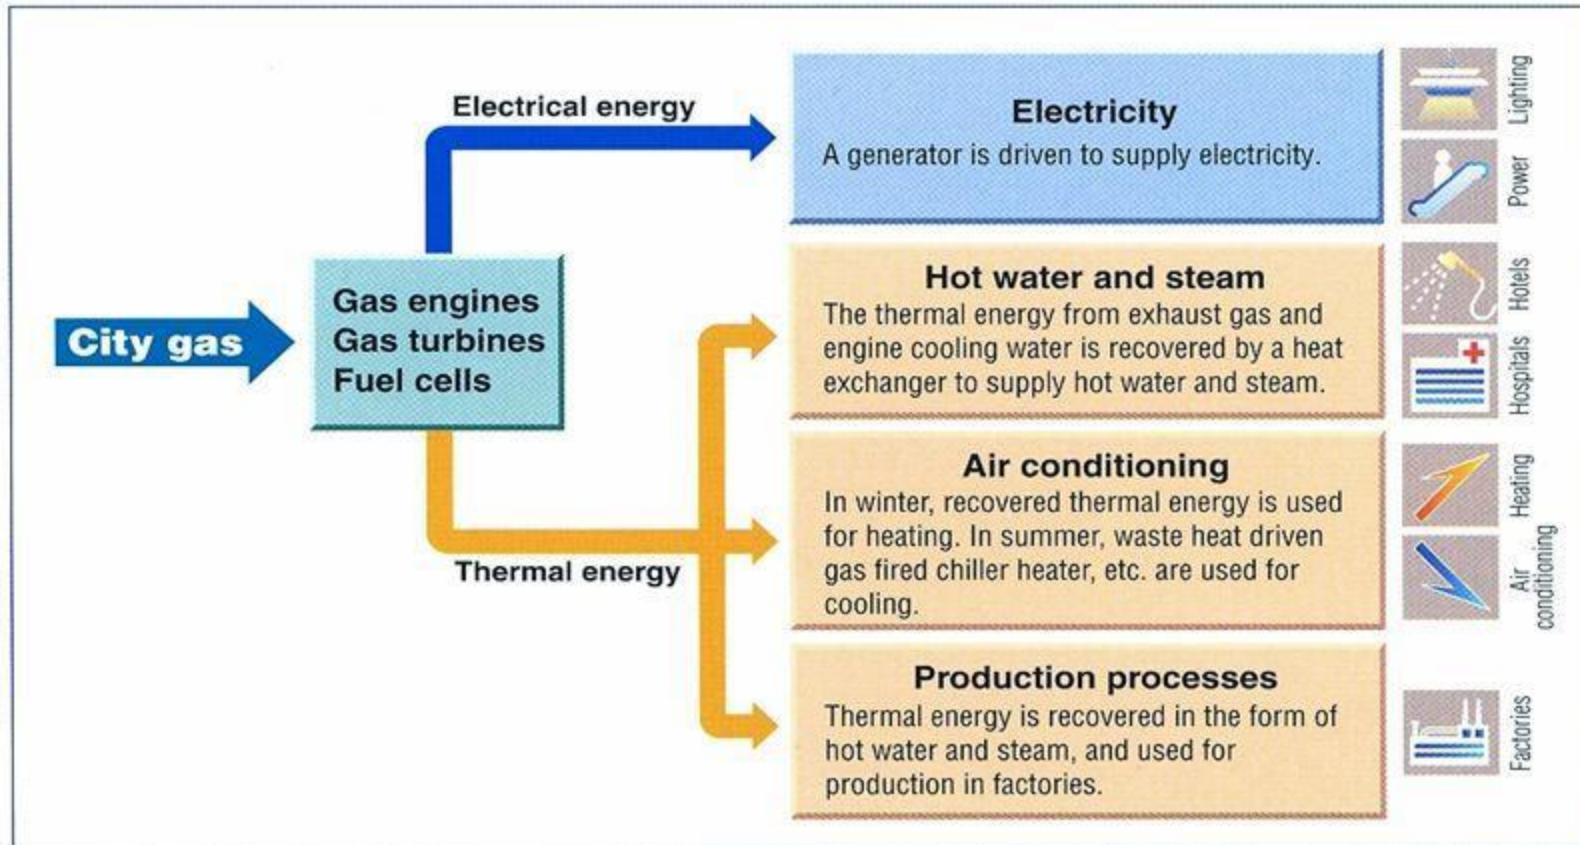 City gas
Gas engines
Gas turbines
Fuel cells
Electrical energy
Thermal energy
Electricity
A generator is driven to supply electricity.
Lighting
Power
Hot water and steam
The thermal energy from exhaust gas and
engine cooling water is recovered by a heat
exchanger to supply hot water and steam.
Hotels
Hospitals
Air conditioning
In winter, recovered thermal energy is used
for heating. In summer, waste heat driven
gas fired chiller heater, etc. are used for
cooling.
Heating
Air
conditioning
Production processes
Thermal energy is recovered in the form of
hot water and steam, and used for
production in factories.
Factories